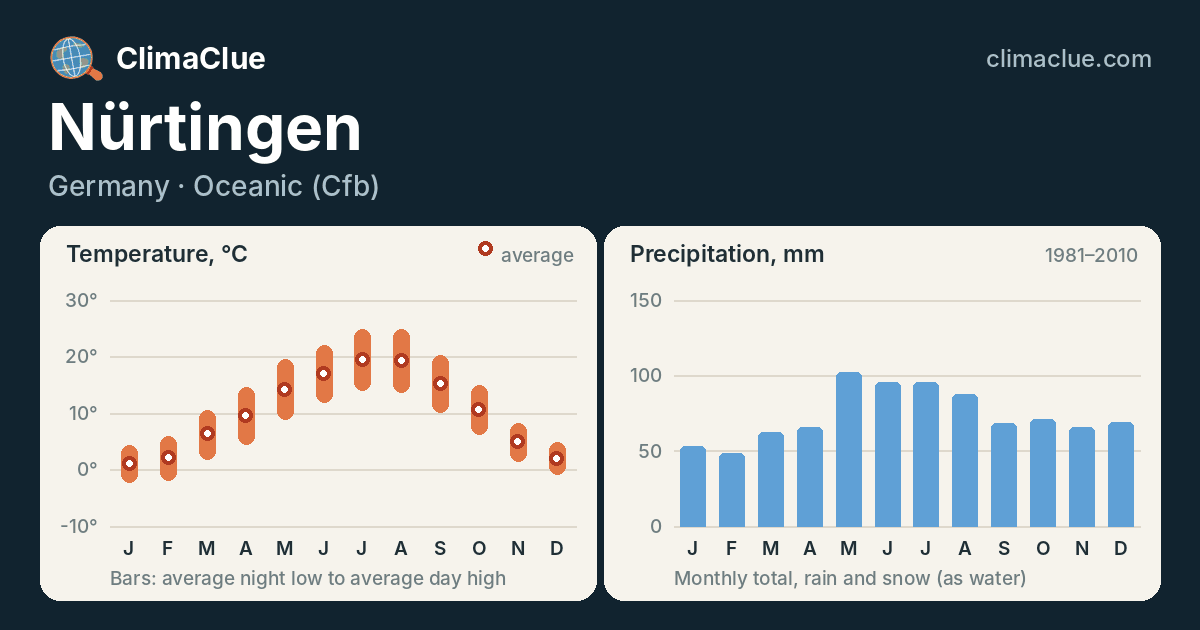 ClimaClue
climaclue.com
Nürtingen
Germany · Oceanic (Cfb)
Temperature, °C
average
30°
20°
10°
0°
-10°
J F M A M J J A S O N D
Bars: average night low to average day high
Precipitation, mm
1981–2010
150
100
50
0
J F M A M J J A S O N D
Monthly total, rain and snow (as water)